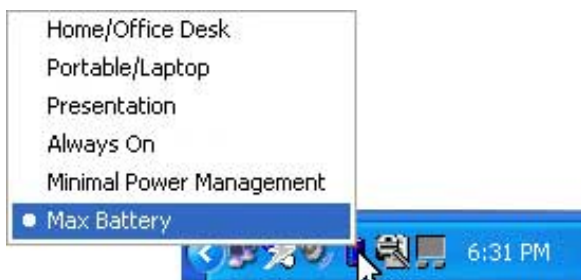 Home/Office Desk
Portable/Laptop
Presentation
Always On
Minimal Power Management
Max Battery
6:31 PM